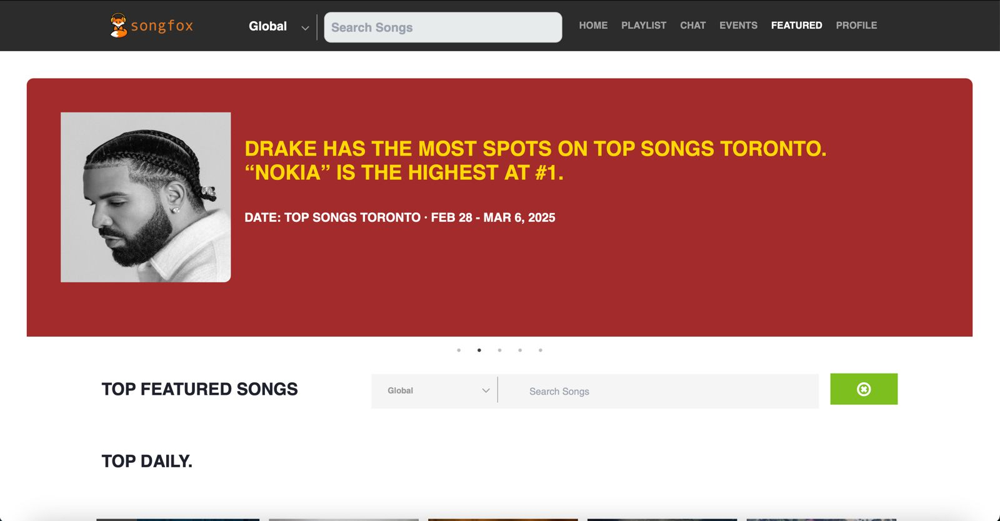 songfox
Global
Search Songs
HOME
PLAYLIST
CHAT
EVENTS
FEATURED
PROFILE
DRAKE HAS THE MOST SPOTS ON TOP SONGS TORONTO.
“NOKIA” IS THE HIGHEST AT #1.
DATE: TOP SONGS TORONTO · FEB 28 - MAR 6, 2025
TOP FEATURED SONGS
Global
Search Songs
TOP DAILY.